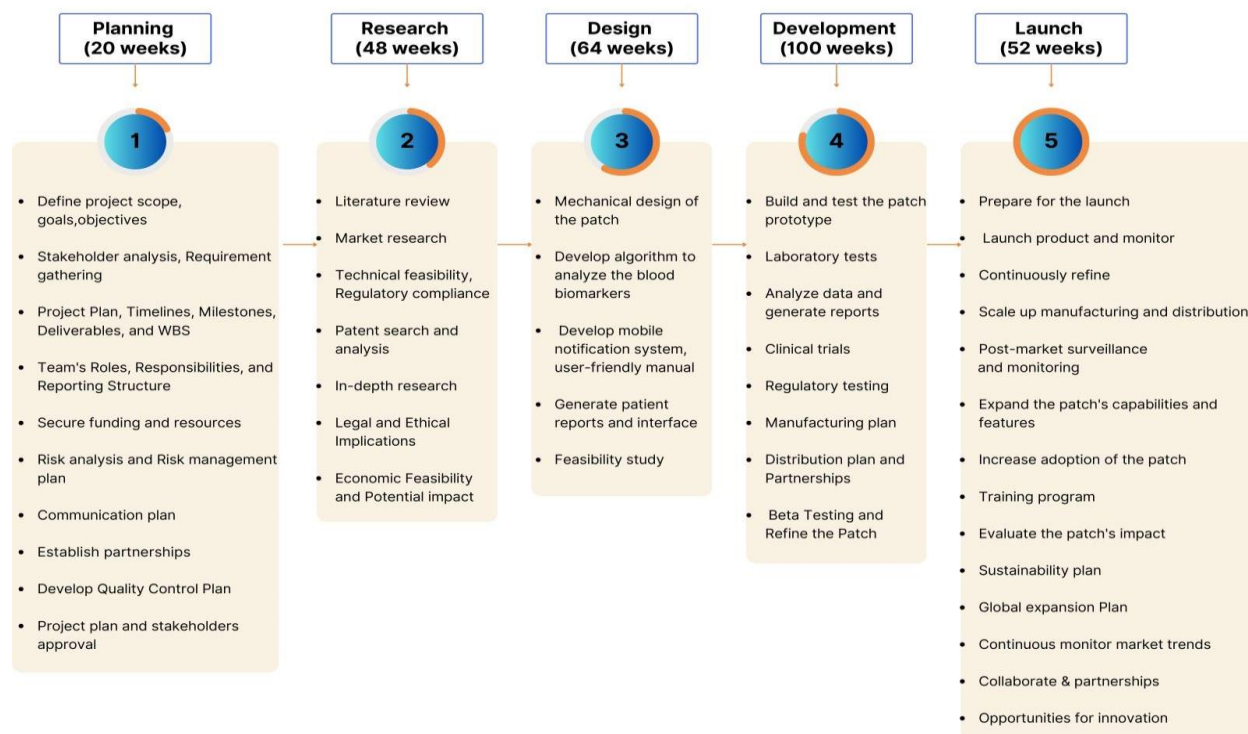 Planning
(20 weeks)
1
• Define project scope,
goals,objectives
• Stakeholder analysis, Requirement
gathering
• Project Plan, Timelines, Milestones,
Deliverables, and WBS
• Team's Roles, Responsibilities, and
Reporting Structure
• Secure funding and resources
• Risk analysis and Risk management
plan
• Communication plan
• Establish partnerships
• Develop Quality Control Plan
• Project plan and stakeholders
approval
Research
(48 weeks)
2
• Literature review
• Market research
• Technical feasibility,
Regulatory compliance
• Patent search and
analysis
• In-depth research
• Legal and Ethical
Implications
• Economic Feasibility
and Potential impact
Design
(64 weeks)
3
• Mechanical design of
the patch
• Develop algorithm to
analyze the blood
biomarkers
• Develop mobile
notification system,
user-friendly manual
• Generate patient
reports and interface
• Feasibility study
Development
(100 weeks)
4
• Build and test the patch
prototype
• Laboratory tests
• Analyze data and
generate reports
• Clinical trials
• Regulatory testing
• Manufacturing plan
• Distribution plan and
Partnerships
• Beta Testing and
Refine the Patch
Launch
(52 weeks)
5
• Prepare for the launch
• Launch product and monitor
• Continuously refine
• Scale up manufacturing and distribution
• Post-market surveillance
and monitoring
• Expand the patch's capabilities and
features
• Increase adoption of the patch
• Training program
• Evaluate the patch's impact
• Sustainability plan
• Global expansion Plan
• Continuous monitor market trends
• Collaborate & partnerships
• Opportunities for innovation